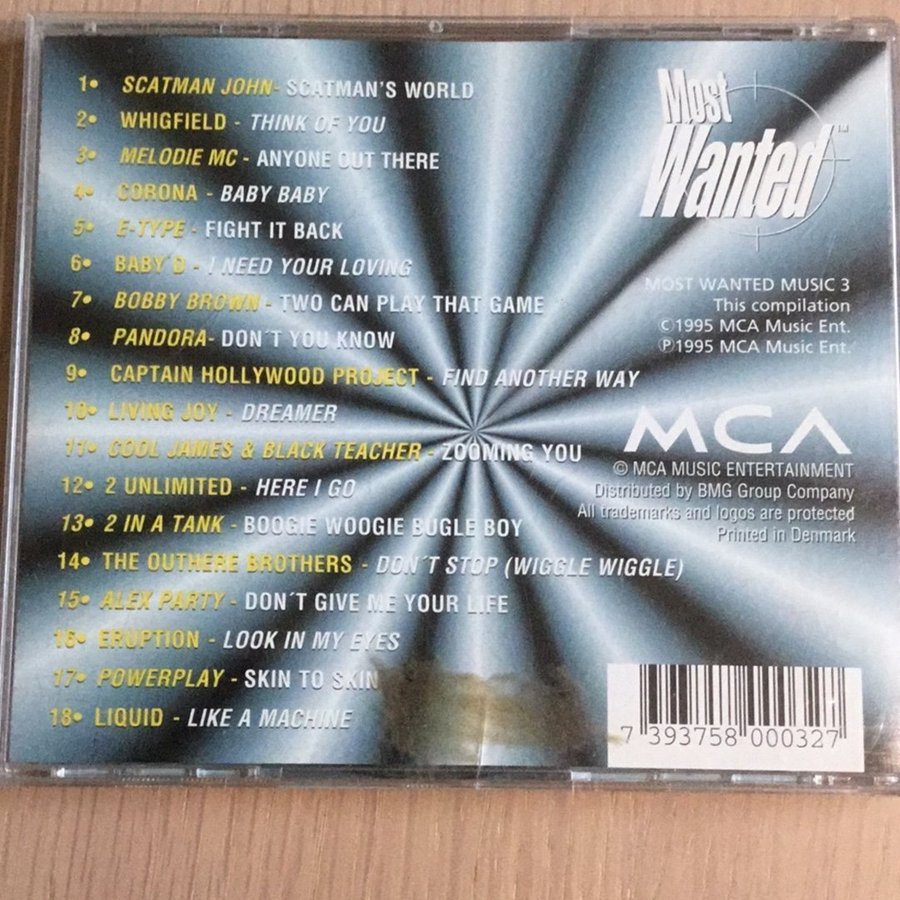 1• SCATMAN JOHN- SCATMAN'S WORLD
2• WHIGFIELD - THINK OF YOU
3• MELODIE MC - ANYONE OUT THERE
4• CORONA - BABY BABY
5• E-TYPE - FIGHT IT BACK
6• BABY´D - I NEED YOUR LOVING
7• BOBBY BROWN - TWO CAN PLAY THAT GAME
8• PANDORA- DON´T YOU KNOW
9• CAPTAIN HOLLYWOOD PROJECT - FIND ANOTHER WAY
10• LIVING JOY - DREAMER
11• COOL JAMES & BLACK TEACHER - ZOOMING YOU
12• 2 UNLIMITED - HERE I GO
13• 2 IN A TANK - BOOGIE WOOGIE BUGLE BOY
14• THE OUTHERE BROTHERS - DON´T STOP (WIGGLE WIGGLE)
15• ALEX PARTY - DON´T GIVE ME YOUR LIFE
16• ERUPTION - LOOK IN MY EYES
17• POWERPLAY - SKIN TO SKIN
18• LIQUID - LIKE A MACHINE
Most
Wanted™
MOST WANTED MUSIC 3
This compilation
©1995 MCA Music Ent.
℗1995 MCA Music Ent.
MCA
© MCA MUSIC ENTERTAINMENT
Distributed by BMG Group Company
All trademarks and logos are protected
Printed in Denmark
7 393758 000327